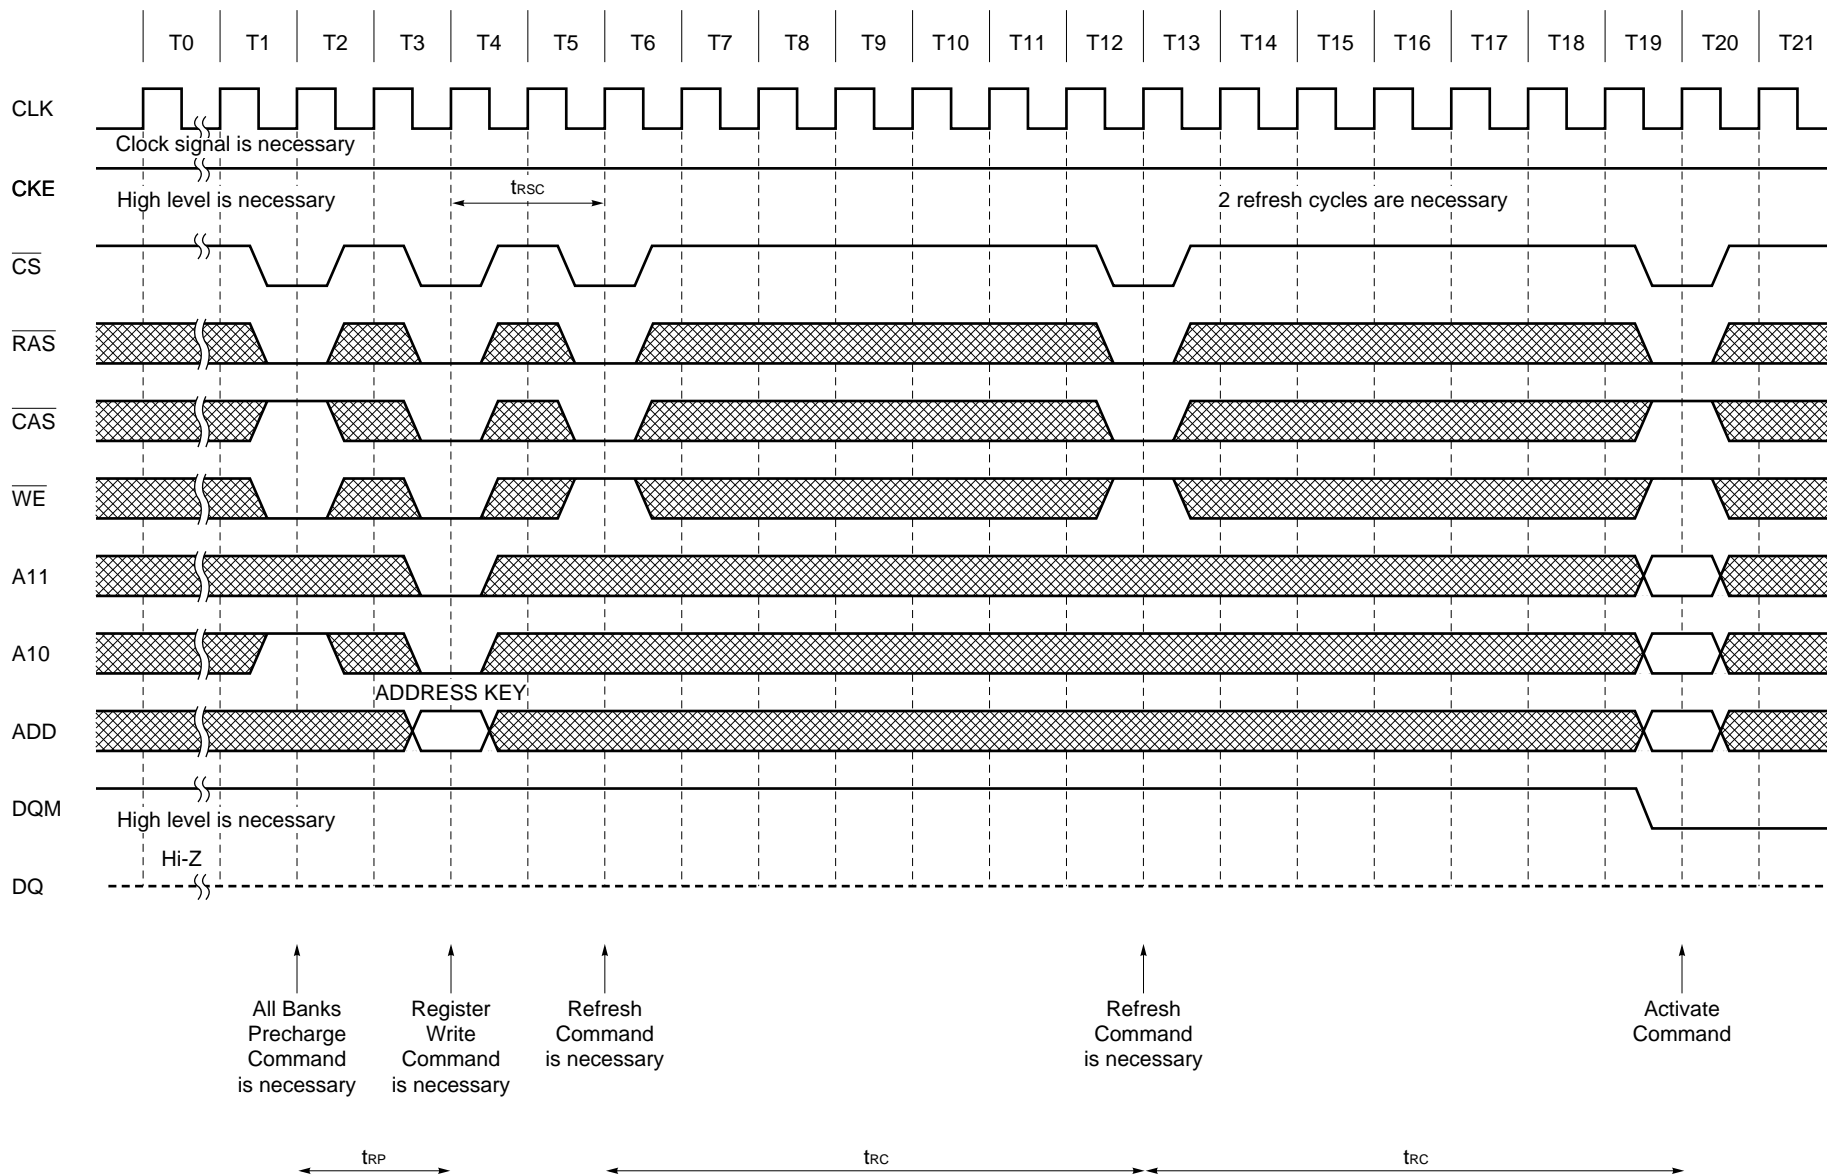 T0 T1 T2 T3 T4 T5 T6 T7 T8 T9 T10 T11 T12 T13 T14 T15 T16 T17 T18 T19 T20 T21
CLK
Clock signal is necessary
CKE
High level is necessary
tRSC
2 refresh cycles are necessary
CS
RAS
CAS
WE
A11
A10
ADDRESS KEY
ADD
DQM
High level is necessary
Hi-Z
DQ
All Banks
Precharge
Command
is necessary
Register
Write
Command
is necessary
Refresh
Command
is necessary
Refresh
Command
is necessary
Activate
Command
tRP
tRC
tRC